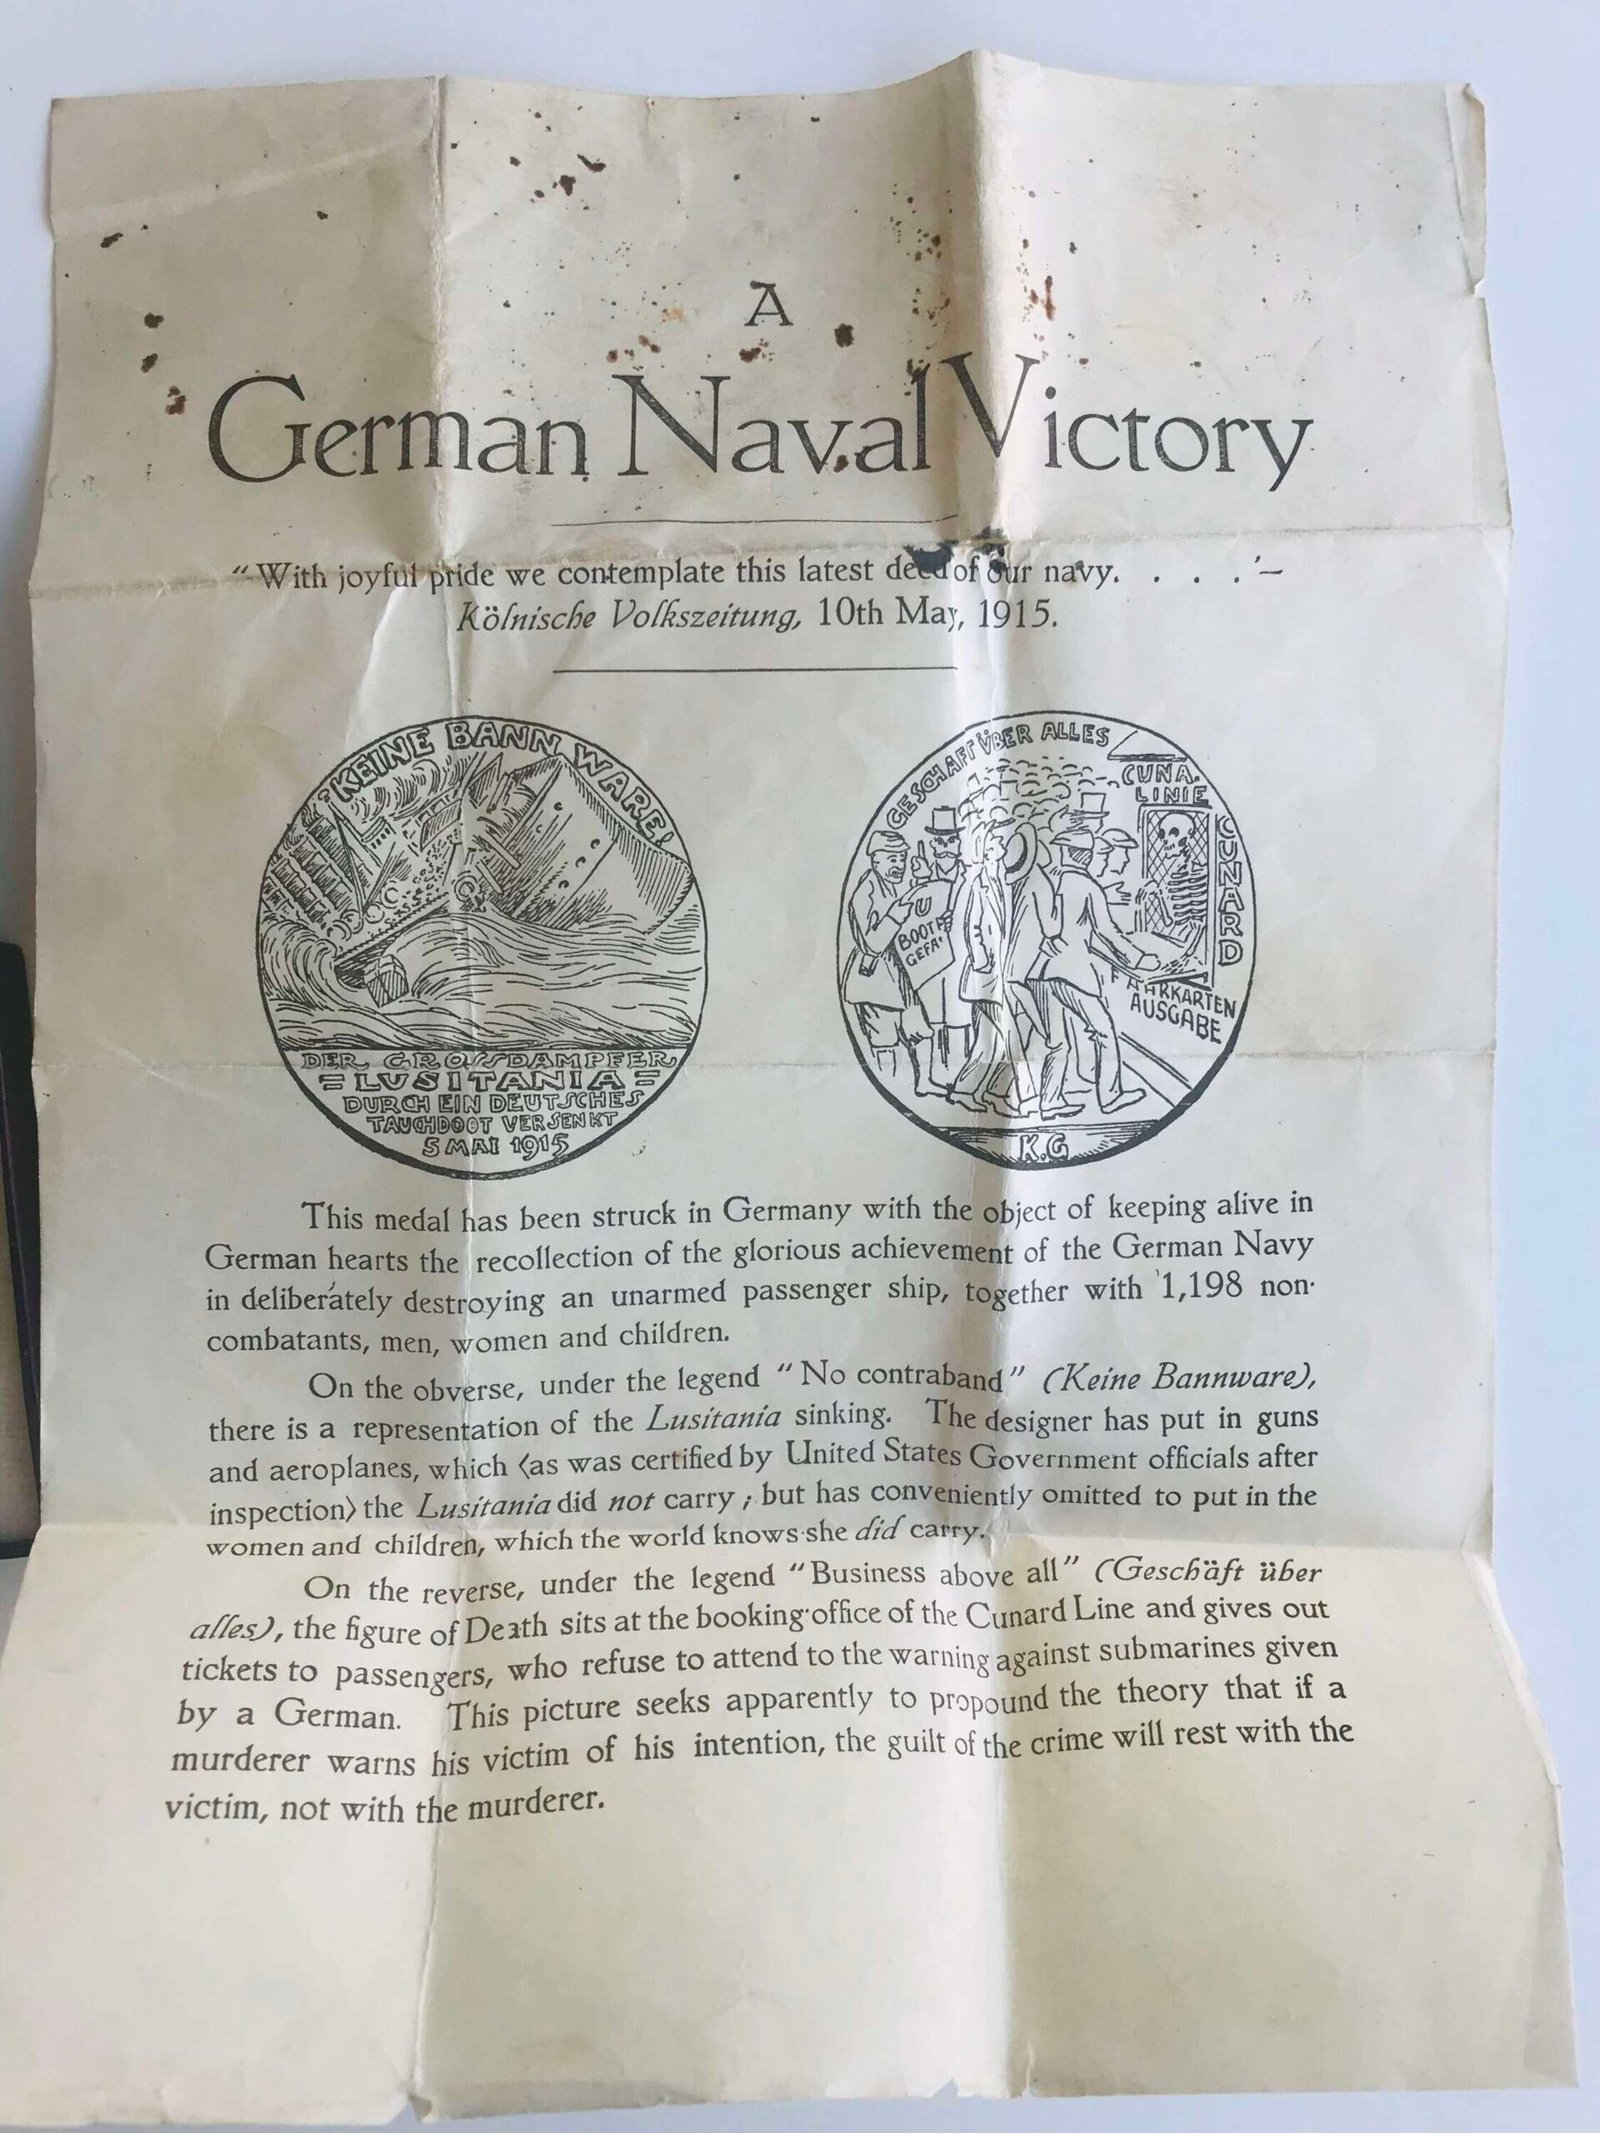 A
German Naval Victory
"With joyful pride we contemplate this latest deed of our navy. . . . ."—
Kölnische Volkszeitung, 10th May, 1915.
KEINE BANN WARE!
DER GROSSDAMPFER
= LUSITANIA =
DURCH EIN DEUTSCHES
TAUCHBOOT VERSENKT
5 MAI 1915
GESCHÄFT ÜBER ALLES
CUNA.
LINIE
CUNARD
U
BOOT
GEFA
FAHRKARTEN
AUSGABE
K.G
This medal has been struck in Germany with the object of keeping alive in
German hearts the recollection of the glorious achievement of the German Navy
in deliberately destroying an unarmed passenger ship, together with 1,198 non-
combatants, men, women and children.
On the obverse, under the legend "No contraband" (Keine Bannware),
there is a representation of the Lusitania sinking. The designer has put in guns
and aeroplanes, which (as was certified by United States Government officials after
inspection) the Lusitania did not carry; but has conveniently omitted to put in the
women and children, which the world knows she did carry.
On the reverse, under the legend "Business above all" (Geschäft über
alles), the figure of Death sits at the booking-office of the Cunard Line and gives out
tickets to passengers, who refuse to attend to the warning against submarines given
by a German. This picture seeks apparently to propound the theory that if a
murderer warns his victim of his intention, the guilt of the crime will rest with the
victim, not with the murderer.